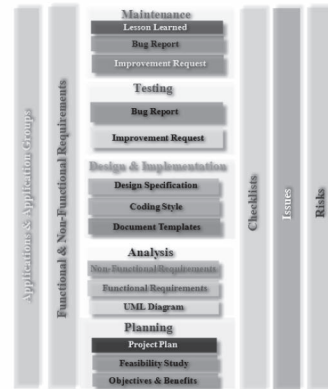 Applications & Application Groups
Functional & Non-Functional Requirements
Maintenance
Lesson Learned
Bug Report
Improvement Request
Testing
Bug Report
Improvement Request
Design & Implementation
Design Specification
Coding Style
Document Templates
Analysis
Non-Functional Requirements
Functional Requirements
UML Diagram
Planning
Project Plan
Feasibility Study
Objectives & Benefits
Checklists
Issues
Risks